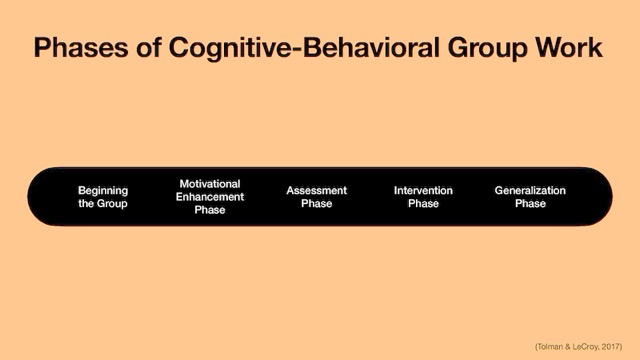 Phases of Cognitive-Behavioral Group Work
Beginning
the Group
Motivational
Enhancement
Phase
Assessment
Phase
Intervention
Phase
Generalization
Phase
(Tolman & LeCroy, 2017)